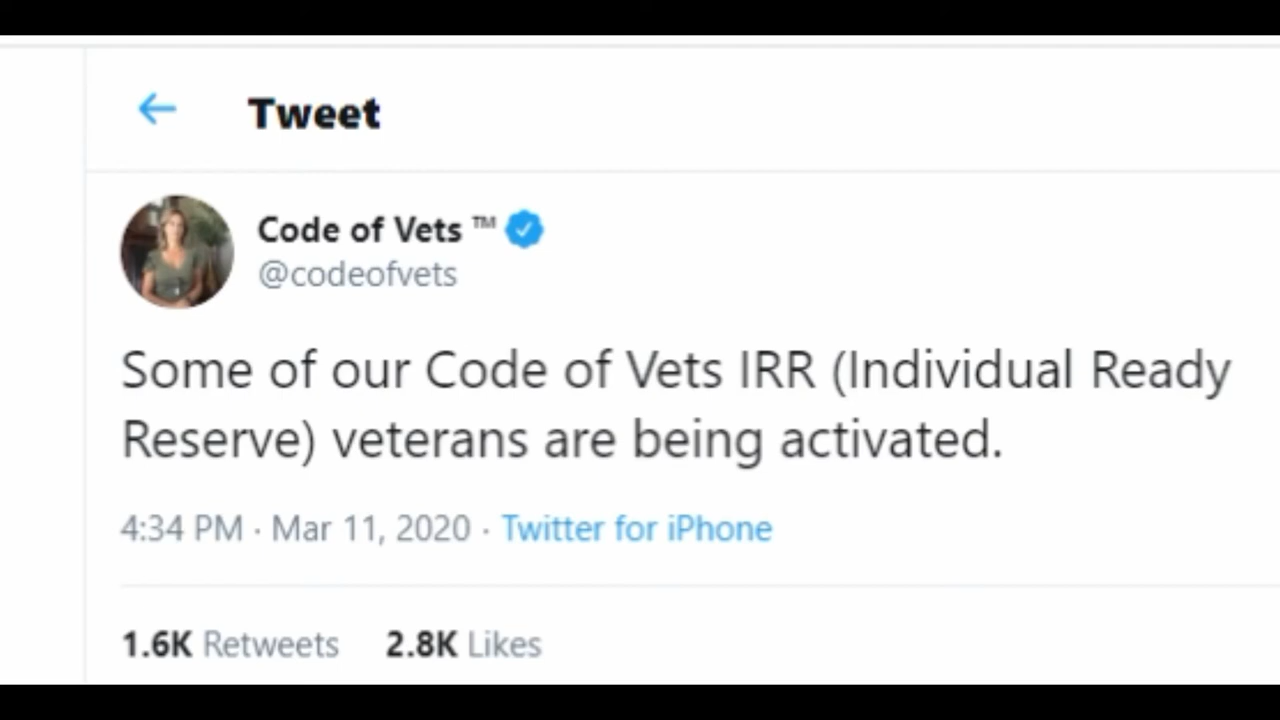 Tweet
Code of Vets ™
@codeofvets
Some of our Code of Vets IRR (Individual Ready
Reserve) veterans are being activated.
4:34 PM · Mar 11, 2020 · Twitter for iPhone
1.6K Retweets 2.8K Likes